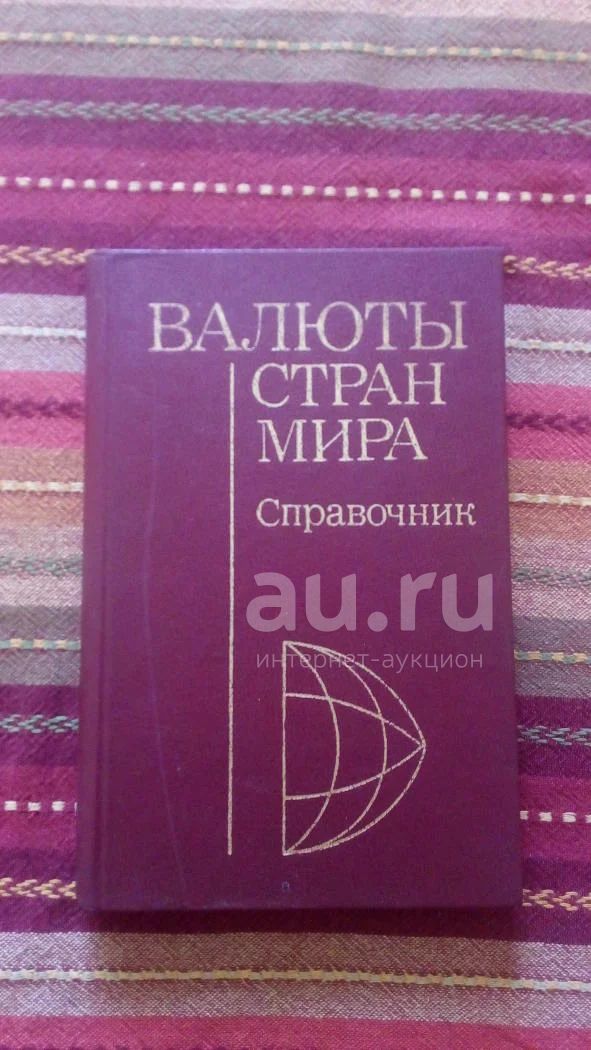 ВАЛЮТЫ
СТРАН
МИРА
Справочник
au.ru
интернет-аукцион